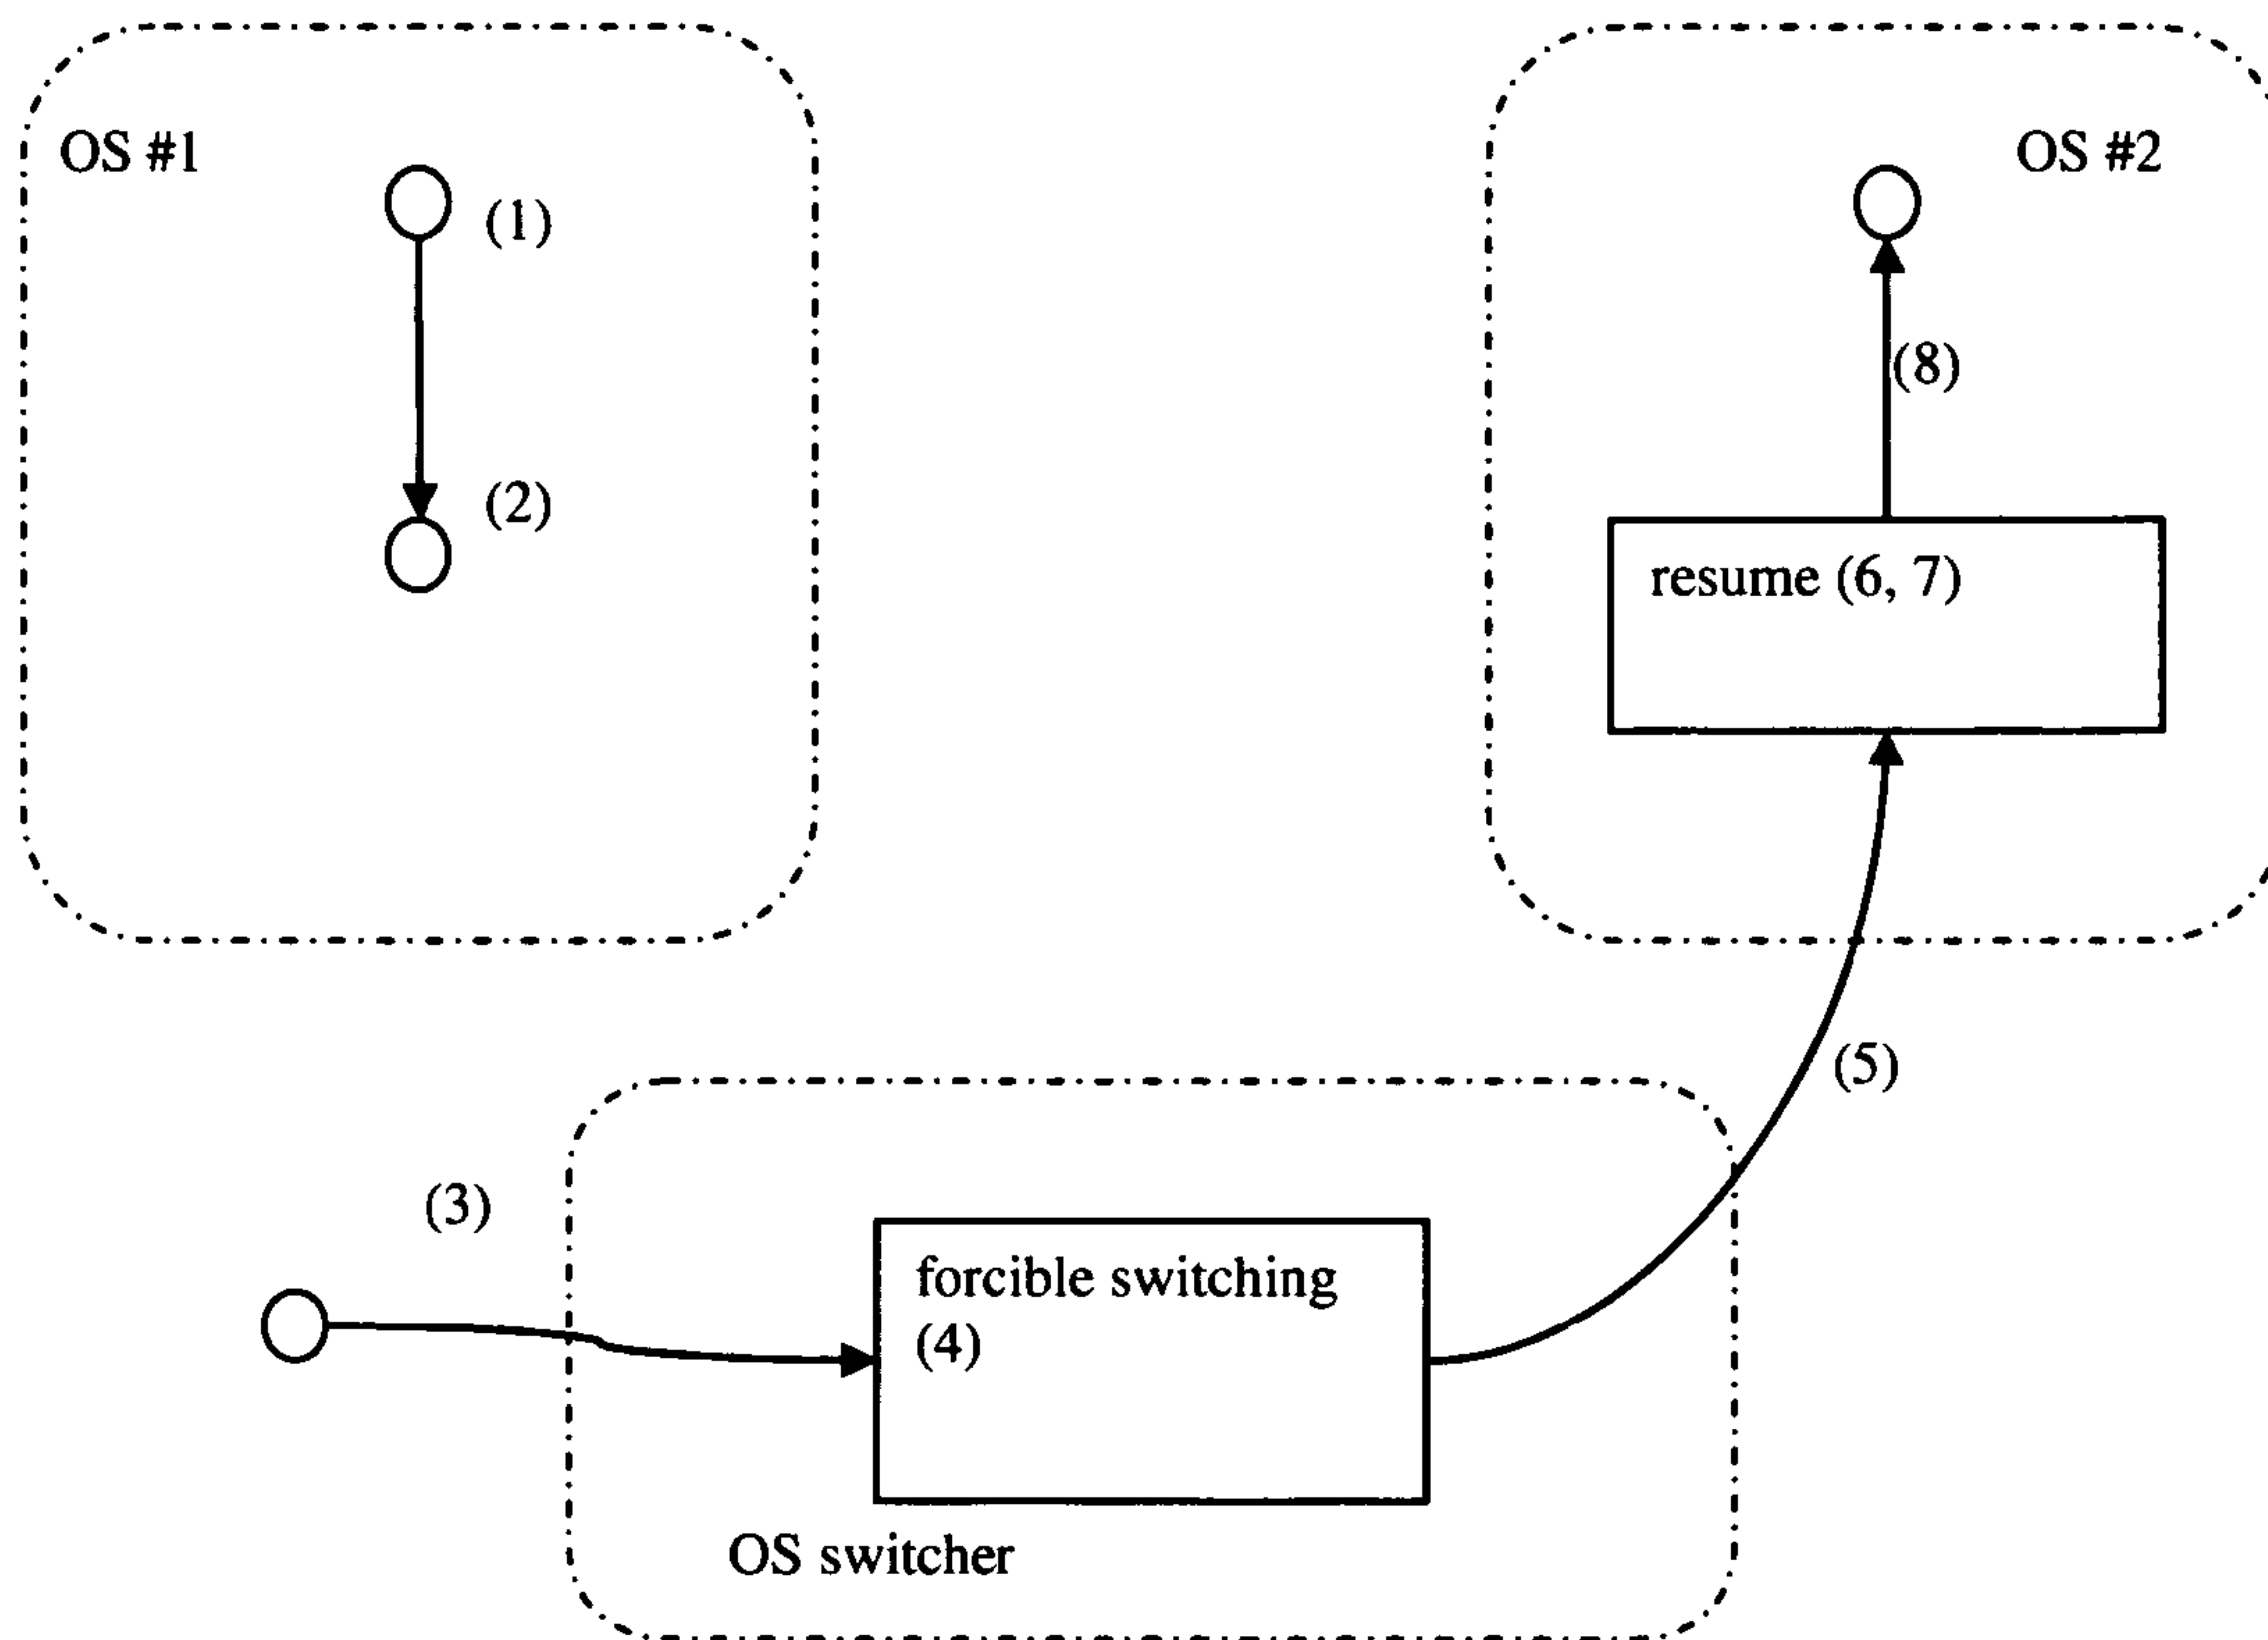 OS #1
(1)
(2)
OS #2
(8)
resume (6, 7)
(5)
(3)
forcible switching
(4)
OS switcher